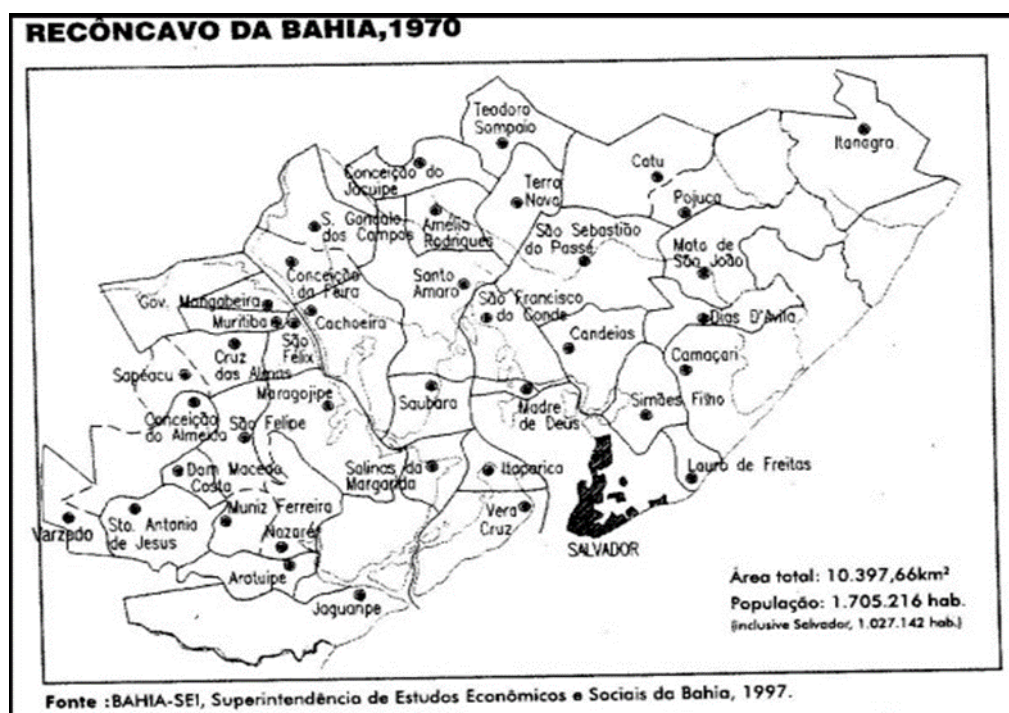 RECÔNCAVO DA BAHIA,1970
Teodoro
Sampaio
Itanagra
Conceição do
Jacuipe
Catu
Terra
Nova
Pojuca
S. Gonçalo
dos Campos
Amélia
Rodrigues
São Sebastião
do Passé
Mata de
São João
Conceição
da Feira
Santo
Amaro
Gov. Mangabeira
São Francisco
do Conde
Muritiba
Cachoeira
Dias D'Avila
São
Félix
Candeias
Cruz
das Almas
Camaçari
Sapeacu
Maragojipe
Saubara
Madre
de Deus
Simões Filho
Conceição
do Almeida
São Felipe
Dom Macedo
Costa
Salinas da
Margarida
Itaparica
Lauro de Freitas
Muniz Ferreira
Vera
Cruz
Varzedo
Sto. Antonio
de Jesus
Nazaré
SALVADOR
Aratuipe
Jaguaripe
Área total: 10.397,66km²
População: 1.705.216 hab.
(inclusive Salvador, 1.027.142 hab.)
Fonte :BAHIA-SEI, Superintendência de Estudos Econômicos e Sociais da Bahia, 1997.